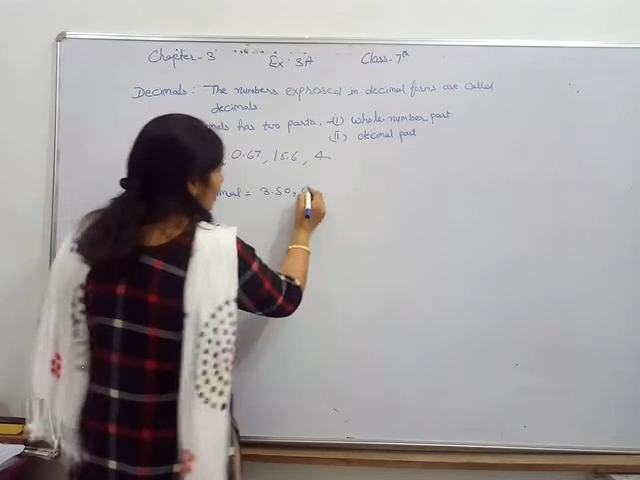 Chapter-3 Ex. 3A Class-7th
Decimals: The numbers expressed in decimal forms are called
decimals.
has two parts. (i) Whole number part
(ii) decimal part
0.67, 15.6, 4
= 3.50,